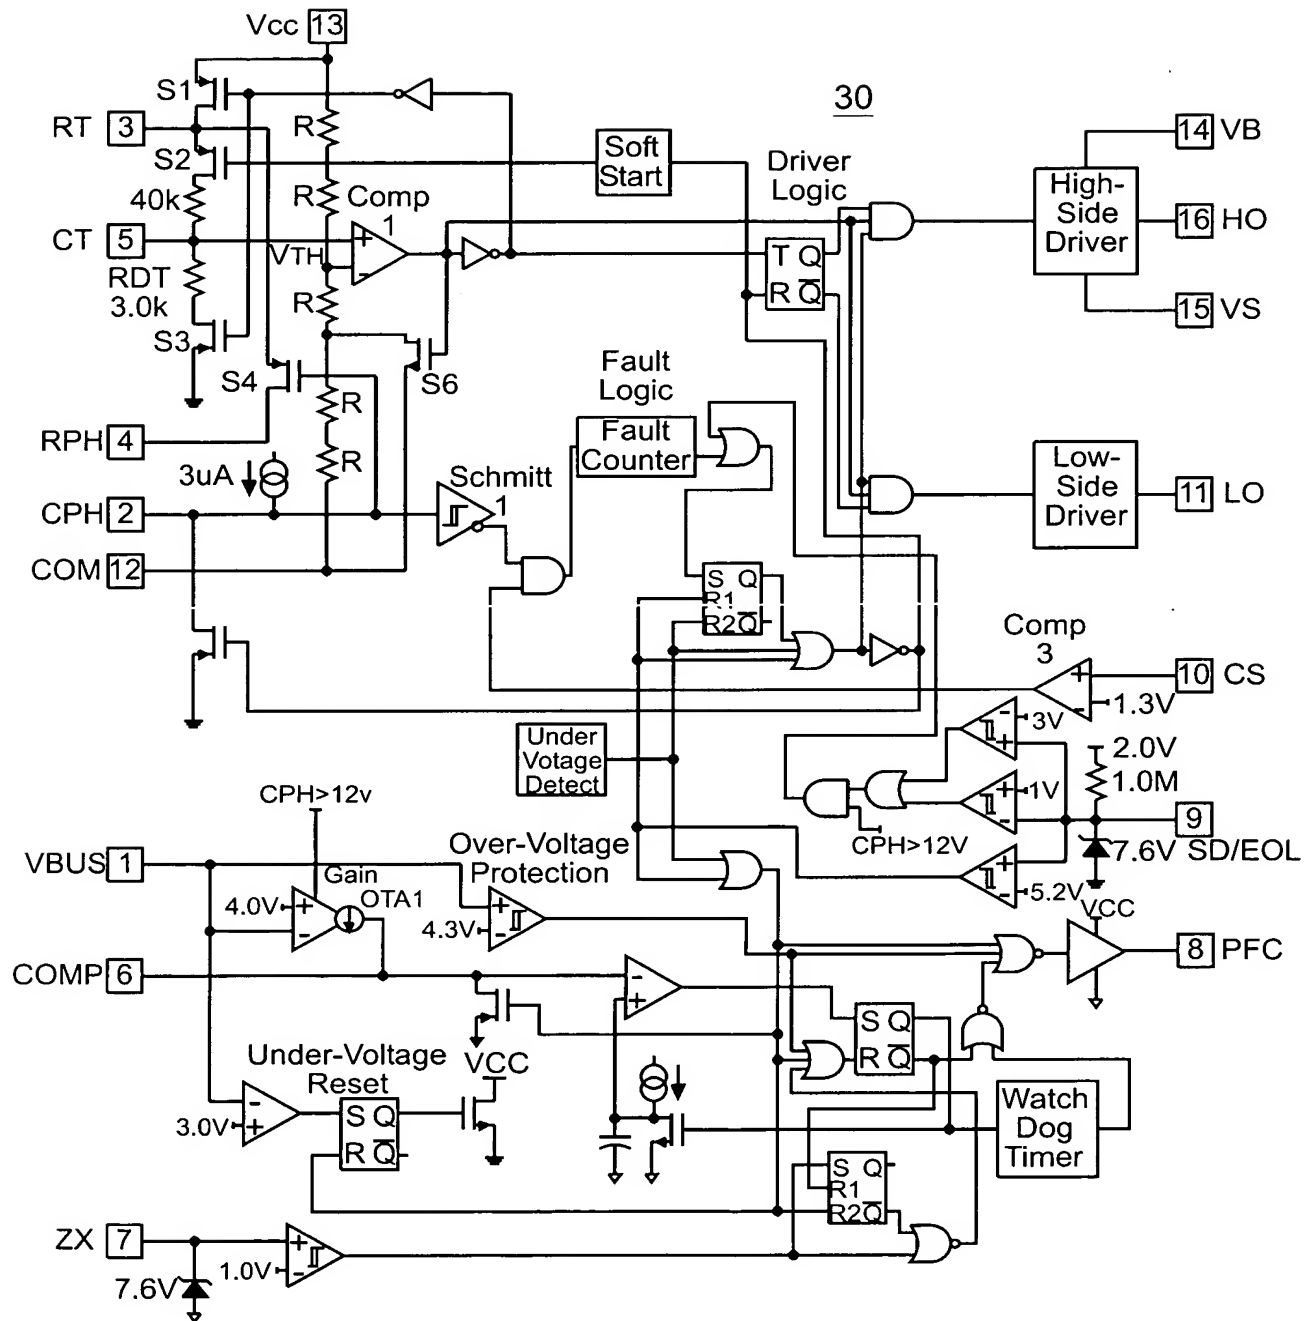 Vcc 13
S1
30
RT 3
R
14 VB
S2
Soft
Start
Driver
Logic
High-
Side
Driver
40k
R
Comp
1
16 HO
CT 5
VTH
+
-
T Q
R Q
RDT
3.0k
R
15 VS
S3
S4
S6
Fault
Logic
R
RPH 4
Fault
Counter
3uA
R
Schmitt
1
Low-
Side
Driver
11 LO
CPH 2
COM 12
S Q
R1
R2 Q
Comp
3
+
-
10 CS
1.3V
-
3V
+
Under
Votage
Detect
2.0V
1.0M
+
1V
-
CPH>12v
9
CPH>12V
7.6V SD/EOL
VBUS 1
Over-Voltage
Protection
+
-
5.2V
Gain
OTA1
4.0V
+
-
+
4.3V
-
VCC
8 PFC
COMP 6
-
+
S Q
R Q
Under-Voltage
Reset
VCC
-
3.0V
+
S Q
R Q
Watch
Dog
Timer
S Q
R1
R2 Q
ZX 7
+
1.0V
-
7.6V